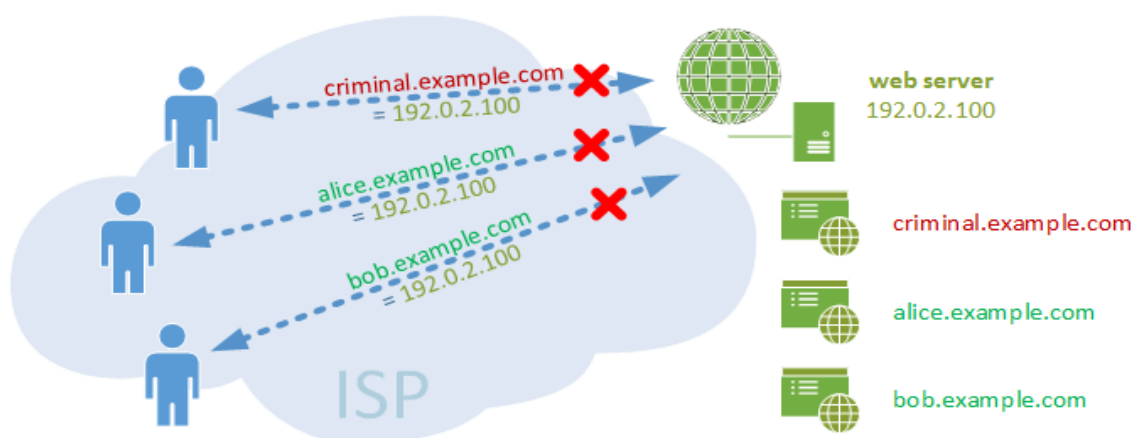 criminal.example.com
= 192.0.2.100
alice.example.com
= 192.0.2.100
bob.example.com
= 192.0.2.100
ISP
web server
192.0.2.100
criminal.example.com
alice.example.com
bob.example.com